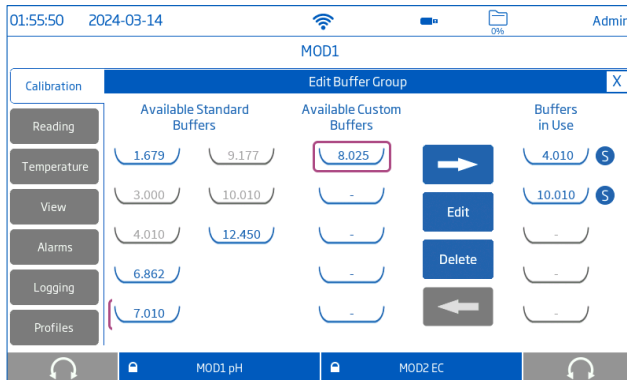 01:55:50 2024-03-14 0% Admin
MOD1
Calibration
Reading
Temperature
View
Alarms
Logging
Profiles
Edit Buffer Group X
Available Standard
Buffers
Available Custom
Buffers
Buffers
in Use
1.679 9.177 8.025 4.010 S
3.000 10.010 - 10.010 S
4.010 12.450 - -
6.862 - -
7.010 - -
Edit
Delete
MOD1 pH MOD2 EC